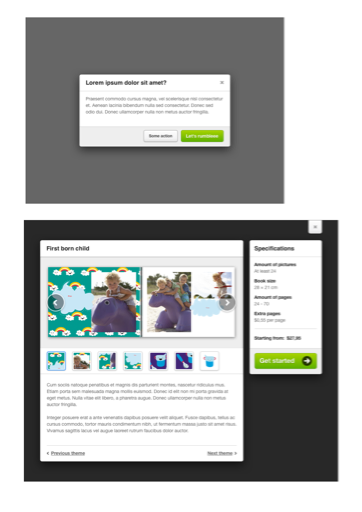 Lorem ipsum dolor sit amet?
×
Praesent commodo cursus magna, vel scelerisque nisl consectetur
et. Aenean lacinia bibendum nulla sed consectetur. Donec sed
odio dui. Donec ullamcorper nulla non metus auctor fringilla.
Some action
Let's continue
×
First born child
Cum sociis natoque penatibus et magnis dis parturient montes, nascetur ridiculus mus.
Etiam porta sem malesuada magna mollis euismod. Donec id elit non mi porta gravida at
eget metus. Nulla vitae elit libero, a pharetra augue. Donec ullamcorper nulla non metus
auctor fringilla.
Integer posuere erat a ante venenatis dapibus posuere velit aliquet. Fusce dapibus, tellus ac
cursus commodo, tortor mauris condimentum nibh, ut fermentum massa justo sit amet risus.
Vivamus sagittis lacus vel augue laoreet rutrum faucibus dolor auctor.
Previous theme
Next theme
Specifications
Amount of pictures
At least 24
Book size:
28 x 21 cm
Amount of pages:
24 - 70
Extra pages:
$0,55 per page
Starting from: $27,95
Get started